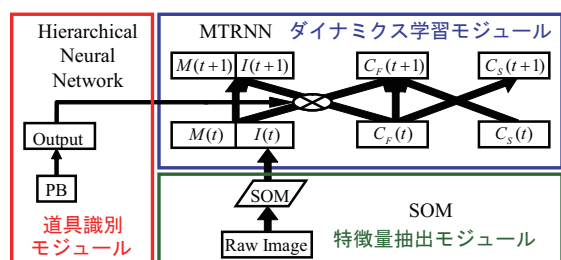 Hierarchical
Neural
Network
Output
PB
道具識別
モジュール
MTRNN ダイナミクス学習モジュール
M(t+1) I(t+1) C_F(t+1) C_S(t+1)
M(t) I(t) C_F(t) C_S(t)
SOM
Raw Image
SOM
特徴量抽出モジュール